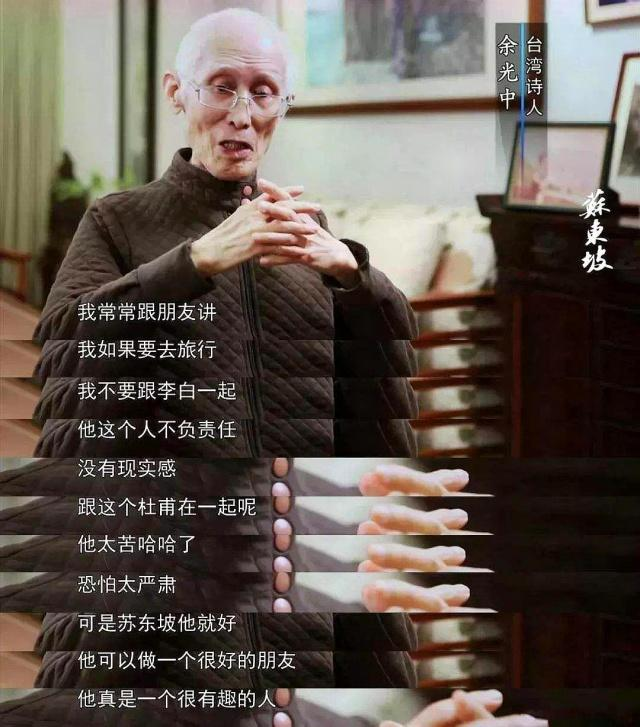 台湾诗人
余光中
蘇東坡
我常常跟朋友讲
我如果要去旅行
我不要跟李白一起
他这个人不负责任
没有现实感
跟这个杜甫在一起呢
他太苦哈哈了
恐怕太严肃
可是苏东坡他就好
他可以做一个很好的朋友
他真是一个很有趣的人